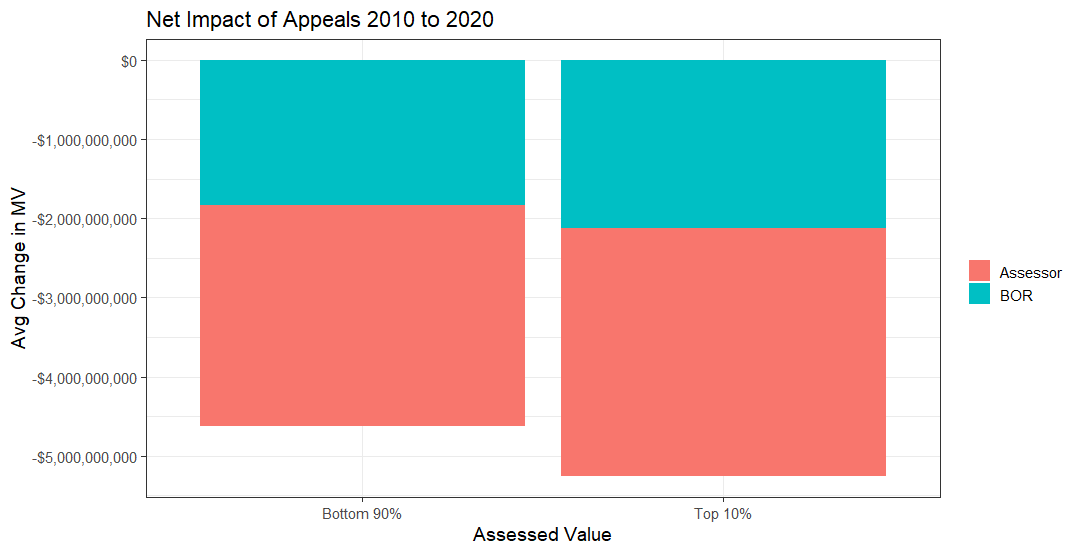 Net Impact of Appeals 2010 to 2020
Avg Change in MV
$0
-$1,000,000,000
-$2,000,000,000
-$3,000,000,000
-$4,000,000,000
-$5,000,000,000
Bottom 90%
Top 10%
Assessed Value
Assessor
BOR